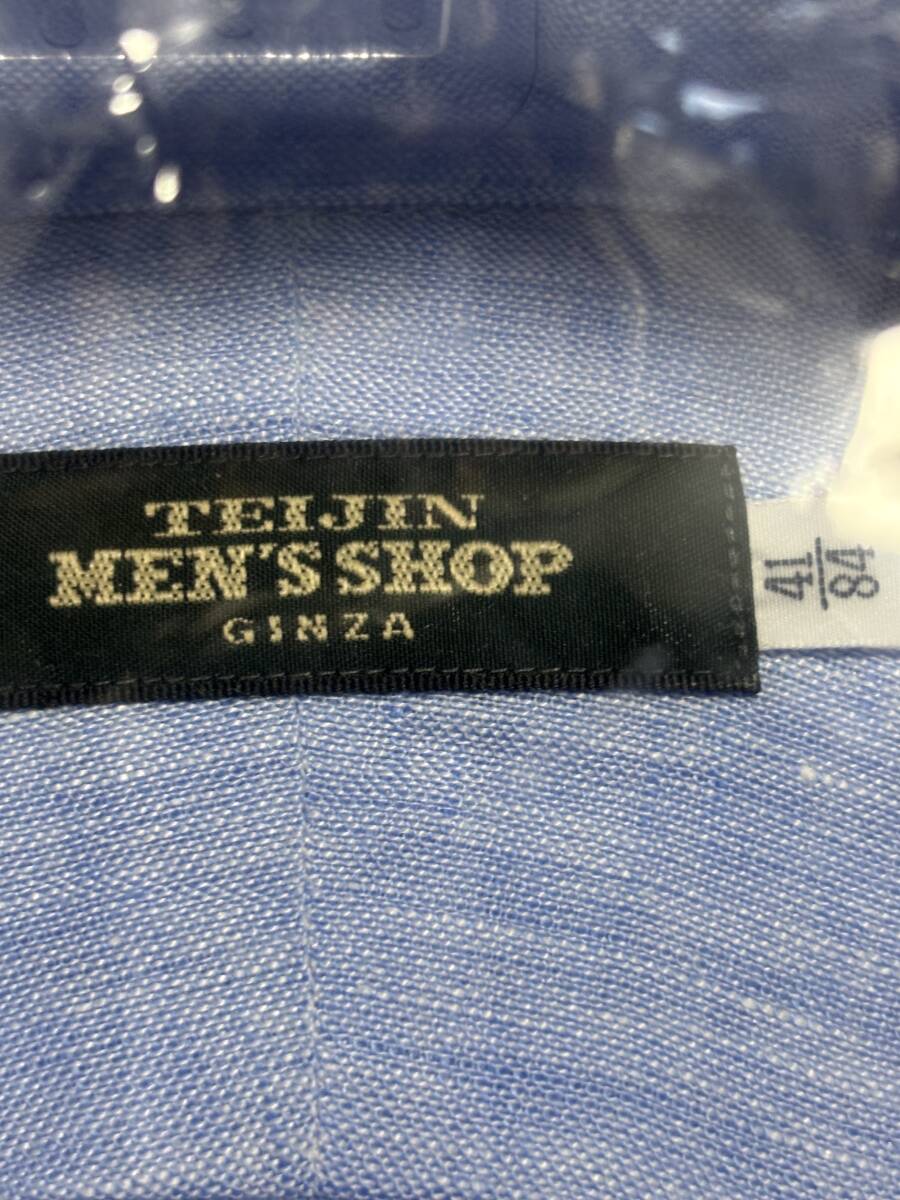 TEIJIN
MEN'S SHOP
GINZA
41
84